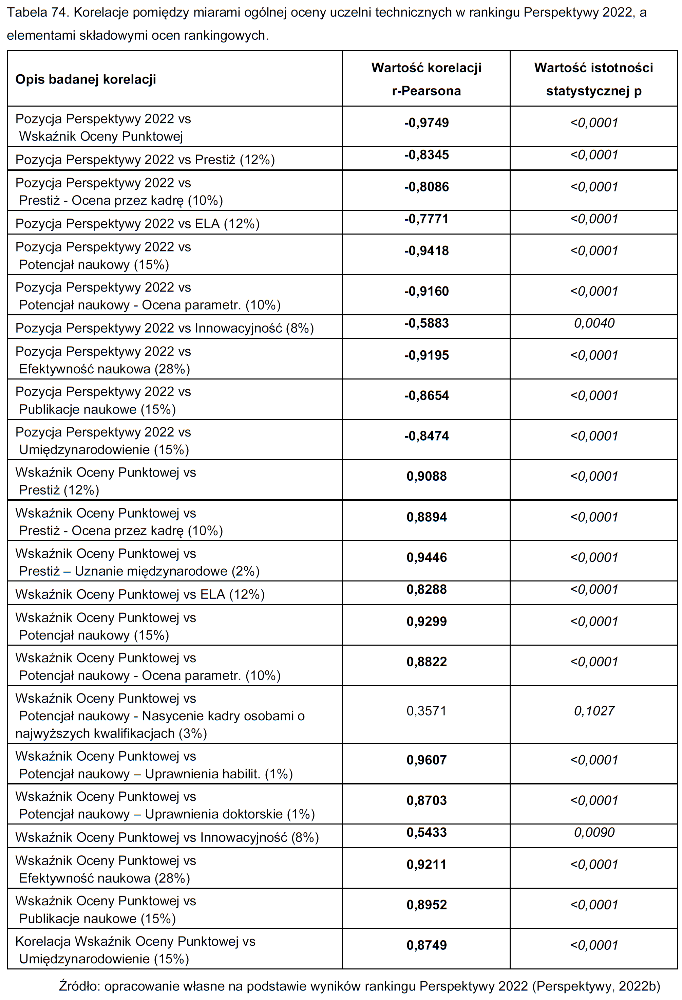 Tabela 74. Korelacje pomiędzy miarami ogólnej oceny uczelni technicznych w rankingu Perspektywy 2022, a
elementami składowymi ocen rankingowych.
Opis badanej korelacji
Wartość korelacji
r-Pearsona
Wartość istotności
statystycznej p
Pozycja Perspektywy 2022 vs
Wskaźnik Oceny Punktowej
-0,9749
<0,0001
Pozycja Perspektywy 2022 vs Prestiż (12%)
-0,8345
<0,0001
Pozycja Perspektywy 2022 vs
Prestiż - Ocena przez kadrę (10%)
-0,8086
<0,0001
Pozycja Perspektywy 2022 vs ELA (12%)
-0,7771
<0,0001
Pozycja Perspektywy 2022 vs
Potencjał naukowy (15%)
-0,9418
<0,0001
Pozycja Perspektywy 2022 vs
Potencjał naukowy - Ocena parametr. (10%)
-0,9160
<0,0001
Pozycja Perspektywy 2022 vs Innowacyjność (8%)
-0,5883
0,0040
Pozycja Perspektywy 2022 vs
Efektywność naukowa (28%)
-0,9195
<0,0001
Pozycja Perspektywy 2022 vs
Publikacje naukowe (15%)
-0,8654
<0,0001
Pozycja Perspektywy 2022 vs
Umiędzynarodowienie (15%)
-0,8474
<0,0001
Wskaźnik Oceny Punktowej vs
Prestiż (12%)
0,9088
<0,0001
Wskaźnik Oceny Punktowej vs
Prestiż - Ocena przez kadrę (10%)
0,8894
<0,0001
Wskaźnik Oceny Punktowej vs
Prestiż – Uznanie międzynarodowe (2%)
0,9446
<0,0001
Wskaźnik Oceny Punktowej vs ELA (12%)
0,8288
<0,0001
Wskaźnik Oceny Punktowej vs
Potencjał naukowy (15%)
0,9299
<0,0001
Wskaźnik Oceny Punktowej vs
Potencjał naukowy - Ocena parametr. (10%)
0,8822
<0,0001
Wskaźnik Oceny Punktowej vs
Potencjał naukowy - Nasycenie kadry osobami o
najwyższych kwalifikacjach (3%)
0,3571
0,1027
Wskaźnik Oceny Punktowej vs
Potencjał naukowy – Uprawnienia habilit. (1%)
0,9607
<0,0001
Wskaźnik Oceny Punktowej vs
Potencjał naukowy – Uprawnienia doktorskie (1%)
0,8703
<0,0001
Wskaźnik Oceny Punktowej vs Innowacyjność (8%)
0,5433
0,0090
Wskaźnik Oceny Punktowej vs
Efektywność naukowa (28%)
0,9211
<0,0001
Wskaźnik Oceny Punktowej vs
Publikacje naukowe (15%)
0,8952
<0,0001
Korelacja Wskaźnik Oceny Punktowej vs
Umiędzynarodowienie (15%)
0,8749
<0,0001
Źródło: opracowanie własne na podstawie wyników rankingu Perspektywy 2022 (Perspektywy, 2022b)